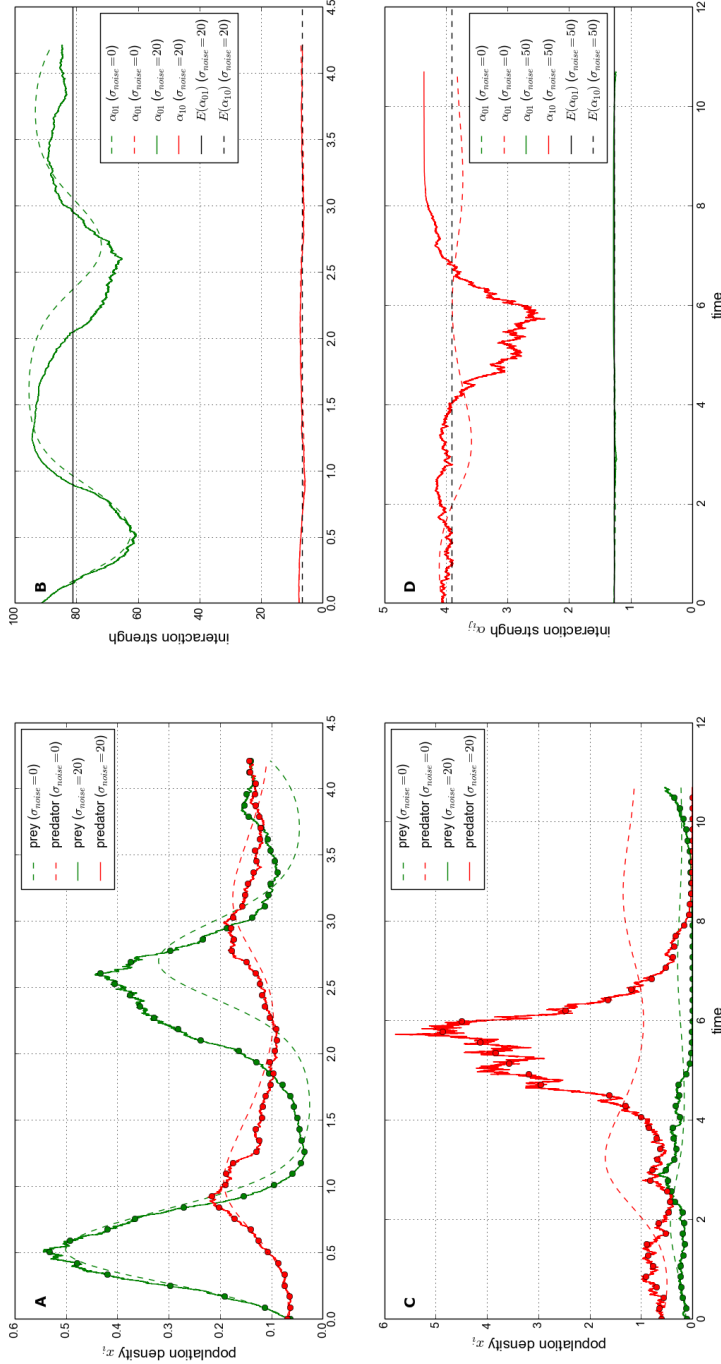 A
0.6
0.5
0.4
0.3
0.2
0.1
0.0
population density x_i
prey (σ_noise=0)
predator (σ_noise=0)
prey (σ_noise=20)
predator (σ_noise=20)
0.0 0.5 1.0 1.5 2.0 2.5 3.0 3.5 4.0 4.5
B
100
80
60
40
20
0
interaction strengh
α_01 (σ_noise=0)
α_01 (σ_noise=0)
α_01 (σ_noise=20)
α_10 (σ_noise=20)
E(α_01) (σ_noise=20)
E(α_10) (σ_noise=20)
0.0 0.5 1.0 1.5 2.0 2.5 3.0 3.5 4.0 4.5
C
6
5
4
3
2
1
0
population density x_i
prey (σ_noise=0)
predator (σ_noise=0)
prey (σ_noise=20)
predator (σ_noise=20)
0 2 4 6 8 10 12
time
D
5
4
3
2
1
0
interaction strengh α_ij
α_01 (σ_noise=0)
α_01 (σ_noise=0)
α_01 (σ_noise=50)
α_10 (σ_noise=50)
E(α_01) (σ_noise=50)
E(α_10) (σ_noise=50)
0 2 4 6 8 10 12
time